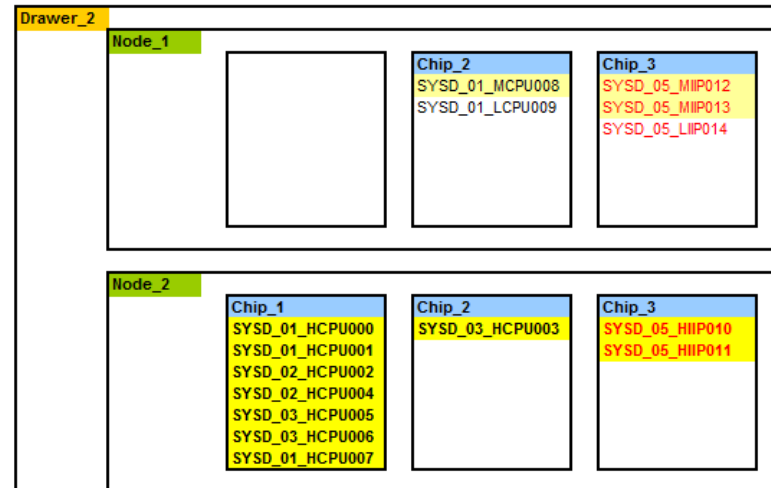 Drawer_2
Node_1
Chip_2
SYSD_01_MCPU008
SYSD_01_LCPU009
Chip_3
SYSD_05_MIIP012
SYSD_05_MIIP013
SYSD_05_LIIP014
Node_2
Chip_1
SYSD_01_HCPU000
SYSD_01_HCPU001
SYSD_02_HCPU002
SYSD_02_HCPU004
SYSD_03_HCPU005
SYSD_03_HCPU006
SYSD_01_HCPU007
Chip_2
SYSD_03_HCPU003
Chip_3
SYSD_05_HIIP010
SYSD_05_HIIP011